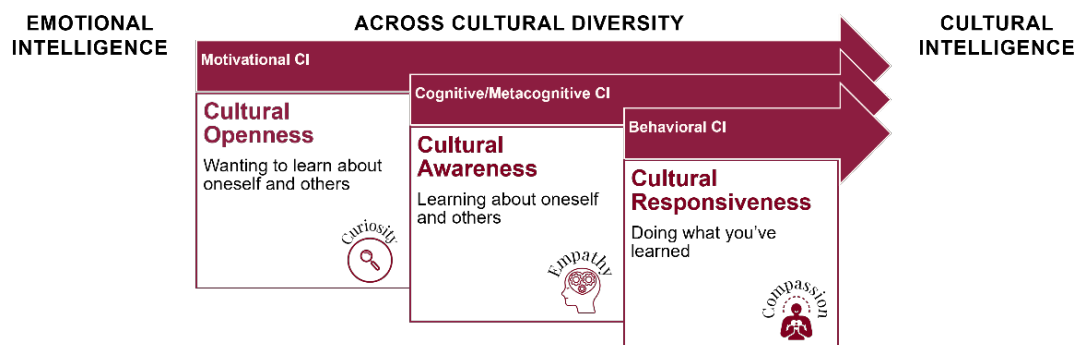 EMOTIONAL
INTELLIGENCE
ACROSS CULTURAL DIVERSITY
CULTURAL
INTELLIGENCE
Motivational CI
Cultural
Openness
Wanting to learn about
oneself and others
Curiosity
Cognitive/Metacognitive CI
Cultural
Awareness
Learning about oneself
and others
Empathy
Behavioral CI
Cultural
Responsiveness
Doing what you've
learned
Compassion